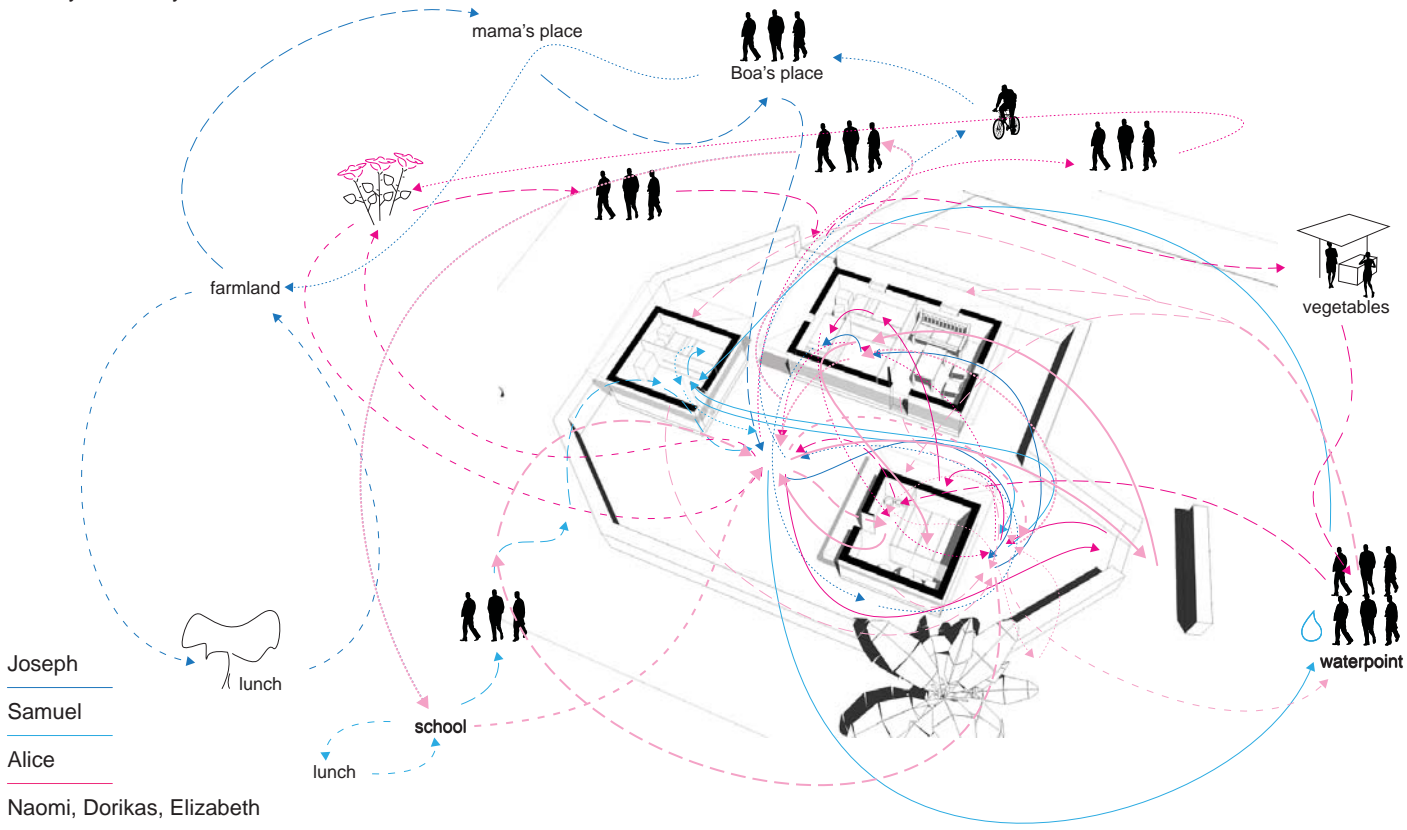 mama's place
Boa's place
farmland
vegetables
lunch
waterpoint
school
lunch
Joseph
Samuel
Alice
Naomi, Dorikas, Elizabeth